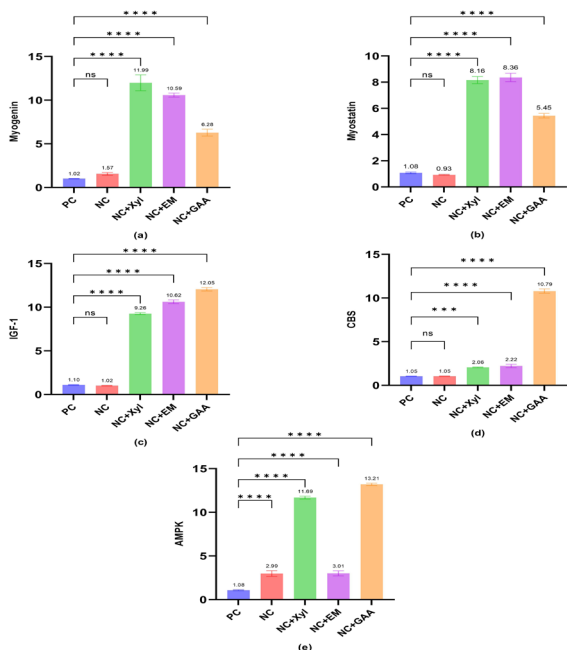 * * * *
* * * *
* * * *
ns
Myogenin
15
10
5
0
1.02
1.57
11.99
10.59
6.28
PC
NC
NC+Xyl
NC+EM
NC+GAA
(a)
* * * *
* * * *
* * * *
ns
Myostatin
10
8
6
4
2
0
1.08
0.93
8.16
8.36
5.45
PC
NC
NC+Xyl
NC+EM
NC+GAA
(b)
* * * *
* * * *
* * * *
ns
IGF-1
15
10
5
0
1.10
1.02
9.26
10.62
12.05
PC
NC
NC+Xyl
NC+EM
NC+GAA
(c)
* * * *
* * * *
* * *
ns
CBS
15
10
5
0
1.05
1.05
2.06
2.22
10.79
PC
NC
NC+Xyl
NC+EM
NC+GAA
(d)
* * * *
* * * *
* * * *
* * * *
AMPK
15
10
5
0
1.08
2.99
11.69
3.01
13.21
PC
NC
NC+Xyl
NC+EM
NC+GAA
(e)